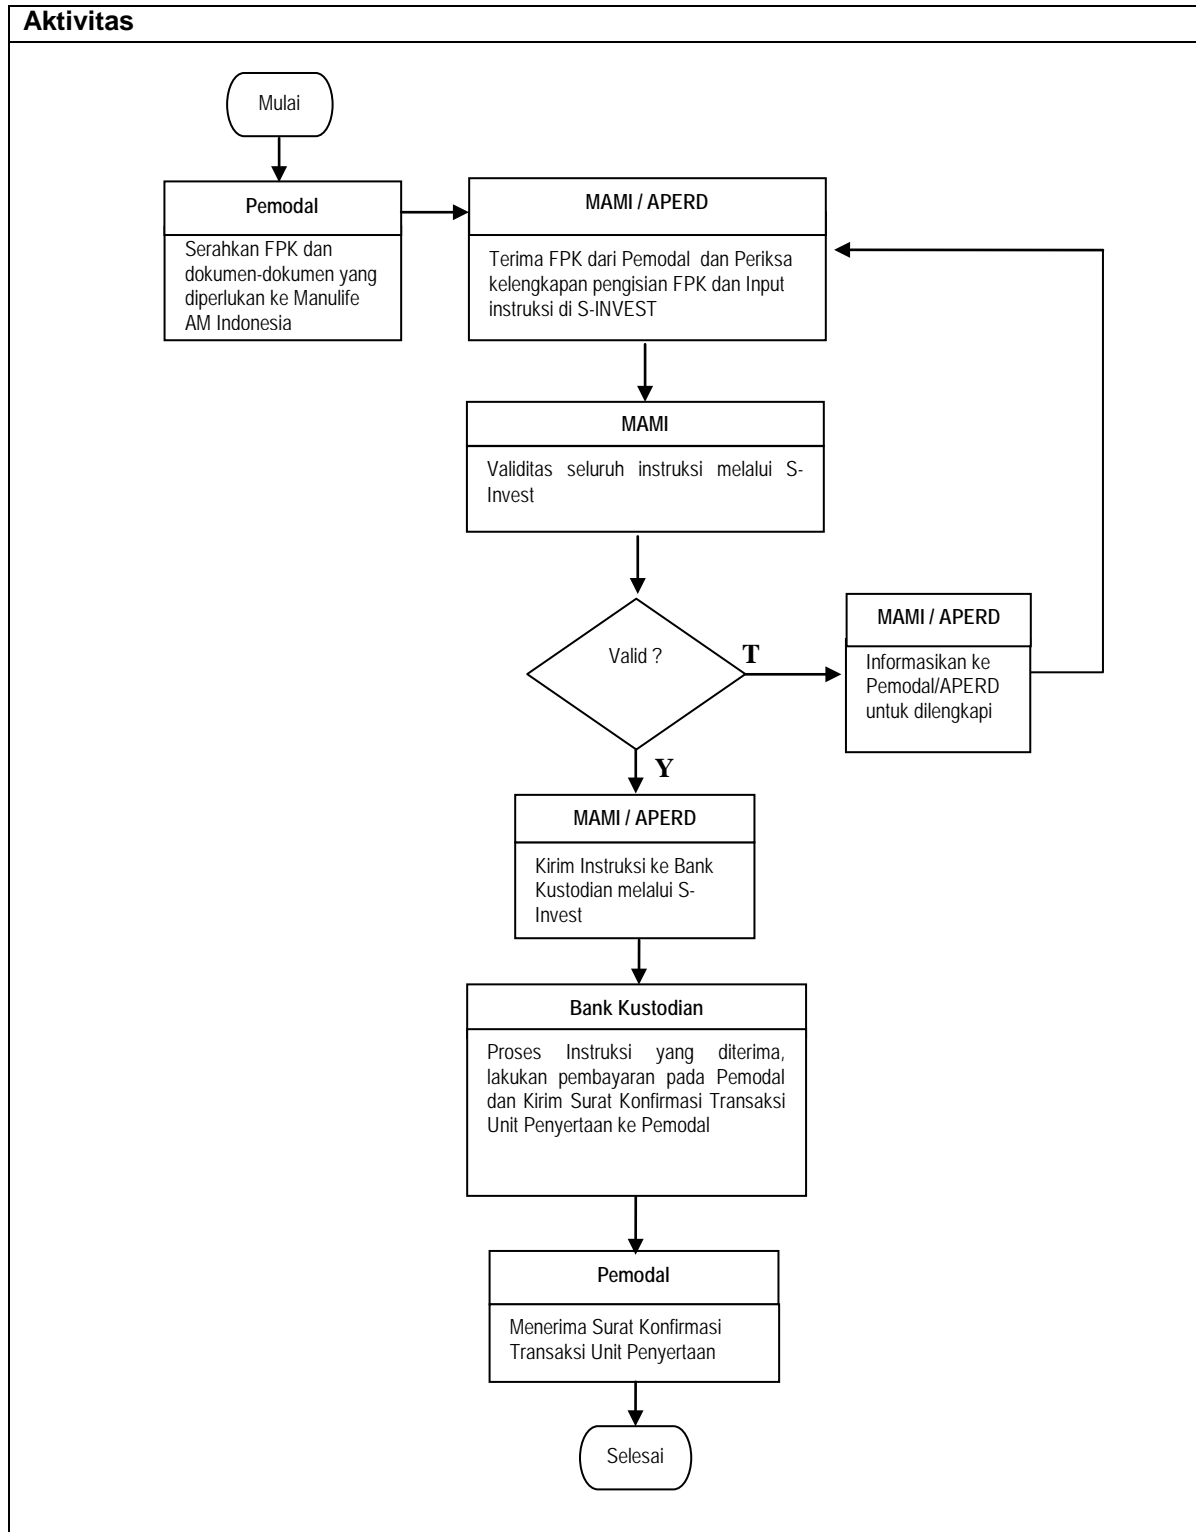 Aktivitas
Mulai
Pemodal
Serahkan FPK dan
dokumen-dokumen yang
diperlukan ke Manulife
AM Indonesia
MAMI / APERD
Terima FPK dari Pemodal dan Periksa
kelengkapan pengisian FPK dan Input
instruksi di S-INVEST
MAMI
Validitas seluruh instruksi melalui S-
Invest
Valid ?
T
MAMI / APERD
Informasikan ke
Pemodal/APERD
untuk dilengkapi
Y
MAMI / APERD
Kirim Instruksi ke Bank
Kustodian melalui S-
Invest
Bank Kustodian
Proses Instruksi yang diterima,
lakukan pembayaran pada Pemodal
dan Kirim Surat Konfirmasi Transaksi
Unit Penyertaan ke Pemodal
Pemodal
Menerima Surat Konfirmasi
Transaksi Unit Penyertaan
Selesai